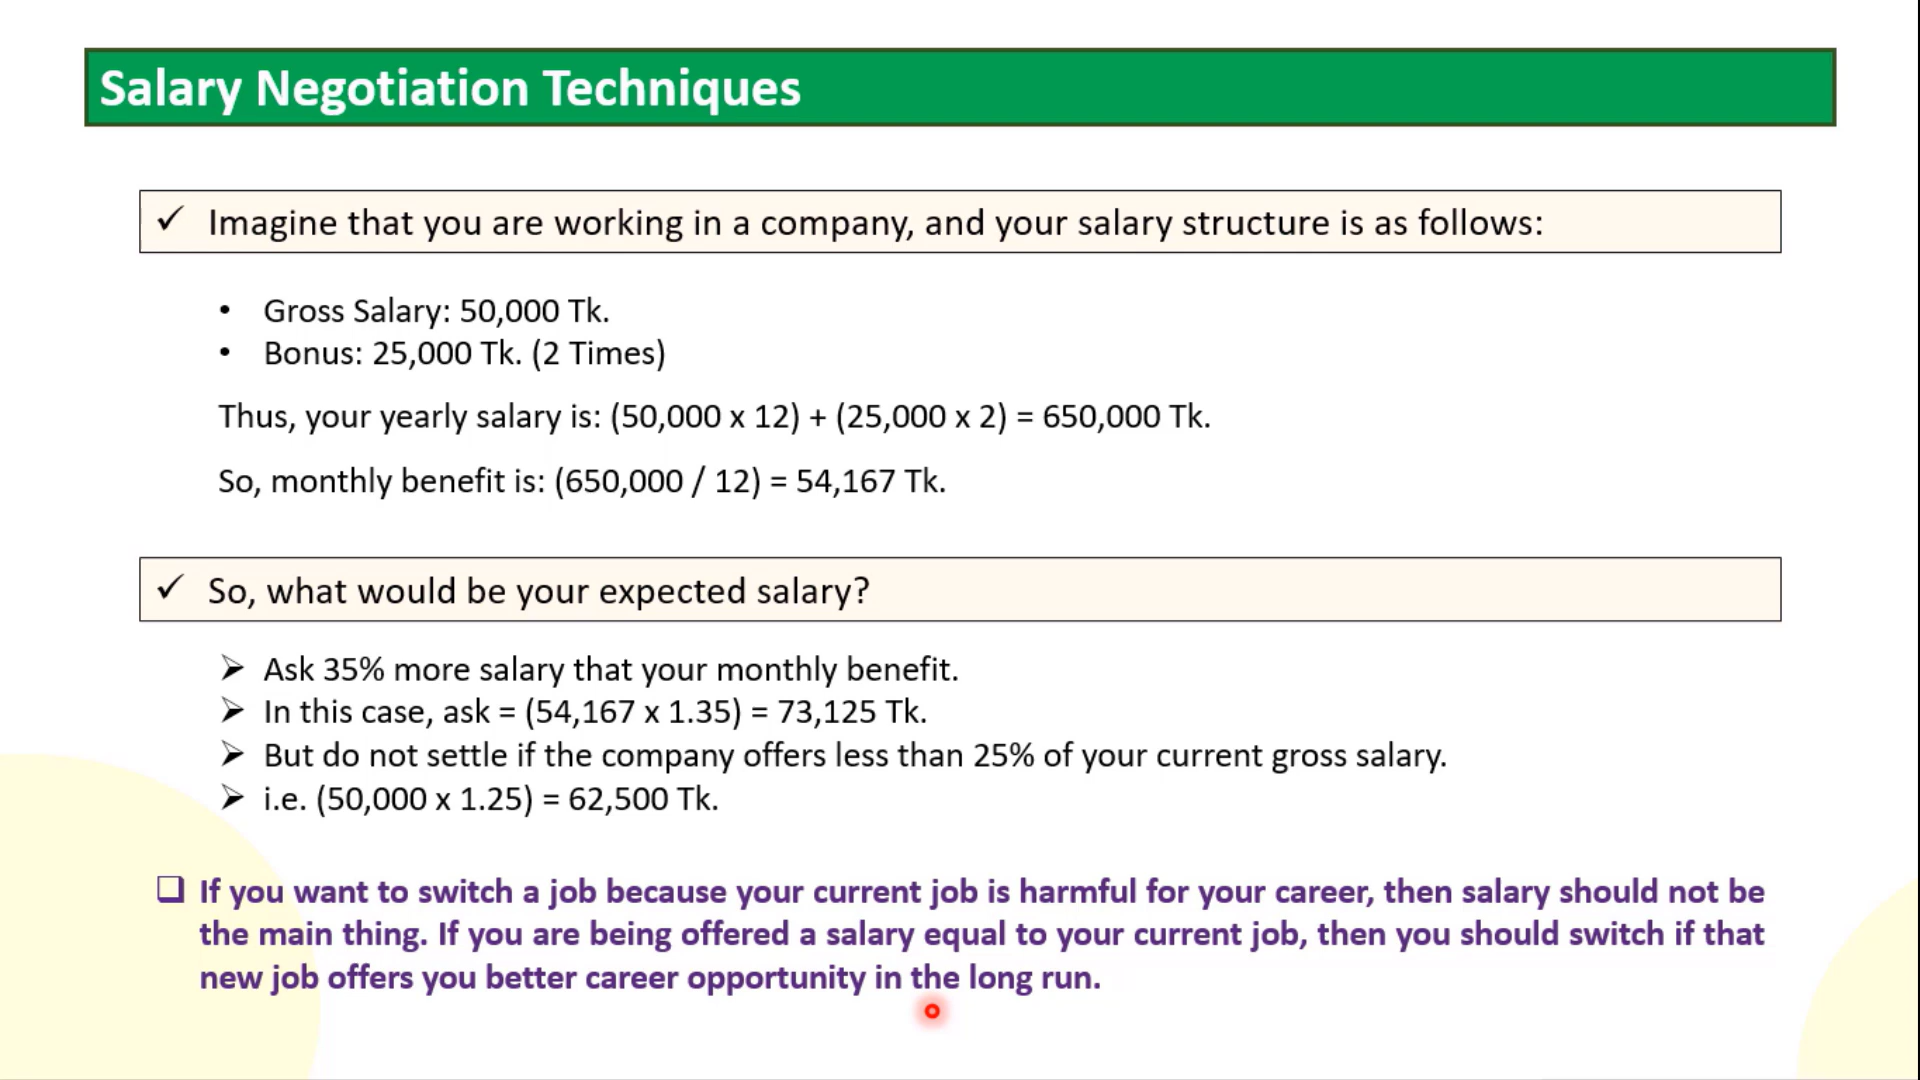 Salary Negotiation Techniques
✓ Imagine that you are working in a company, and your salary structure is as follows:
• Gross Salary: 50,000 Tk.
• Bonus: 25,000 Tk. (2 Times)
Thus, your yearly salary is: (50,000 x 12) + (25,000 x 2) = 650,000 Tk.
So, monthly benefit is: (650,000 / 12) = 54,167 Tk.
✓ So, what would be your expected salary?
➢ Ask 35% more salary that your monthly benefit.
➢ In this case, ask = (54,167 x 1.35) = 73,125 Tk.
➢ But do not settle if the company offers less than 25% of your current gross salary.
➢ i.e. (50,000 x 1.25) = 62,500 Tk.
❑ If you want to switch a job because your current job is harmful for your career, then salary should not be
the main thing. If you are being offered a salary equal to your current job, then you should switch if that
new job offers you better career opportunity in the long run.